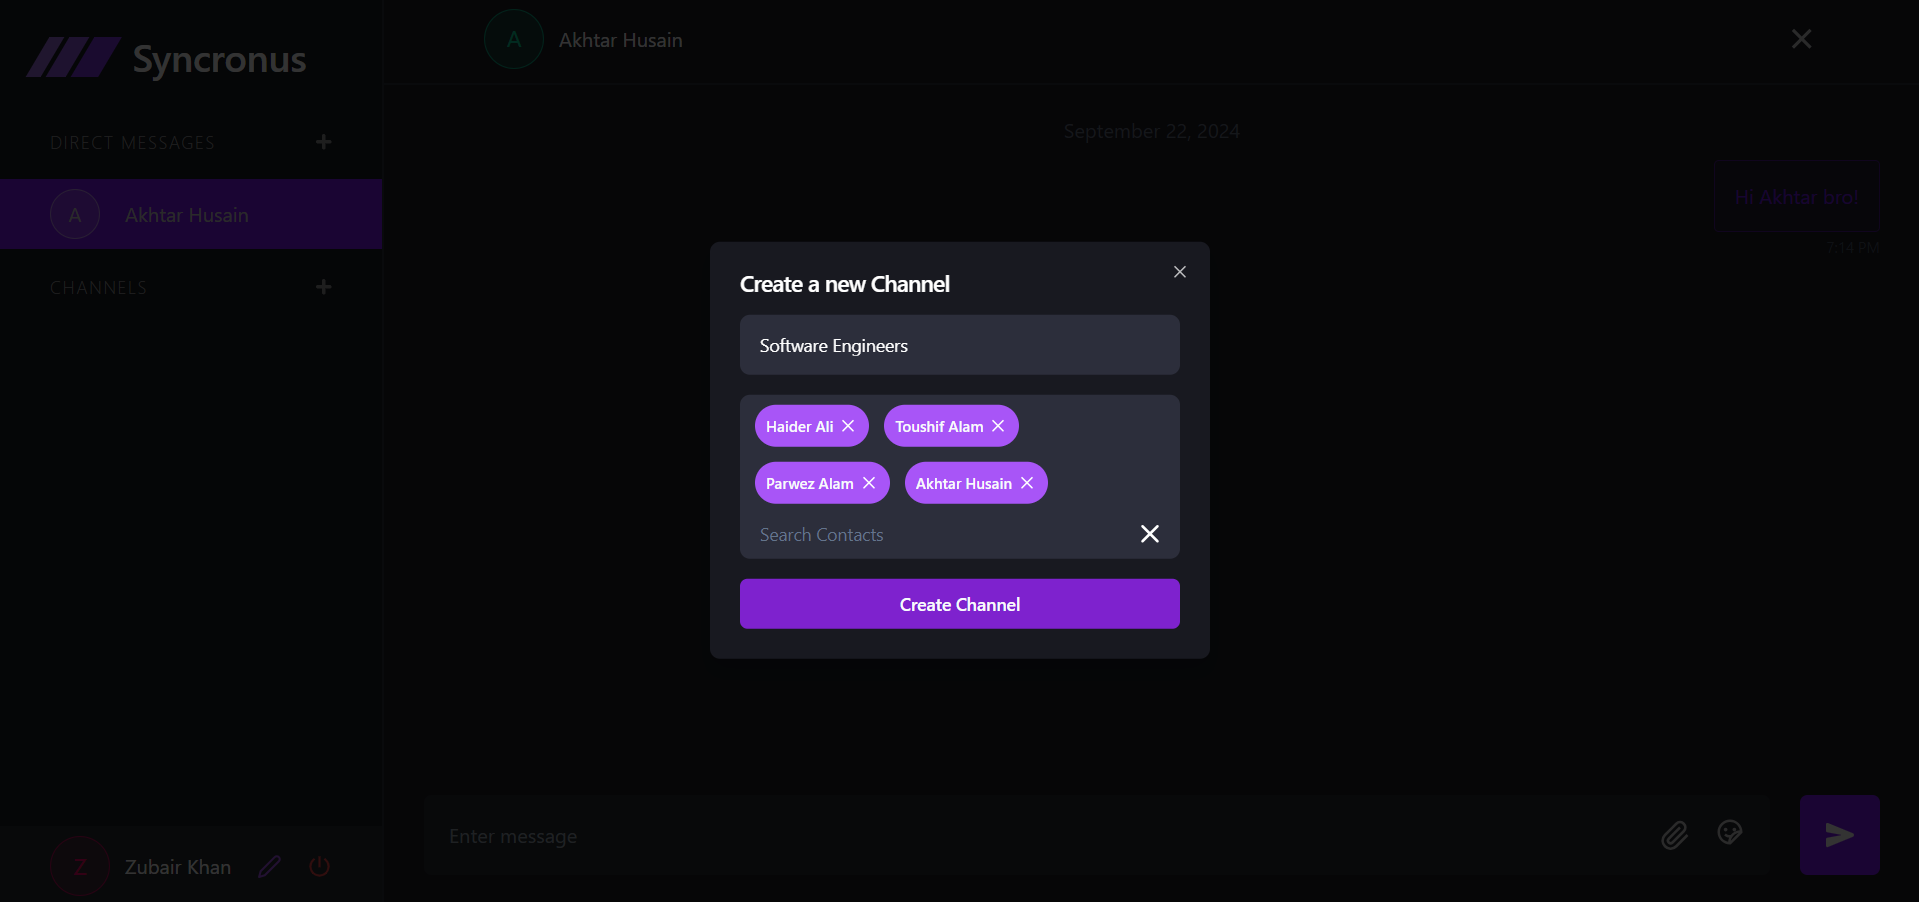 Syncronus
DIRECT MESSAGES
A Akhtar Husain
CHANNELS
Z Zubair Khan
A Akhtar Husain
September 22, 2024
Hi Akhtar bro!
7:14 PM
Create a new Channel
Software Engineers
Haider Ali Toushif Alam
Parwez Alam Akhtar Husain
Search Contacts
Create Channel
Enter message